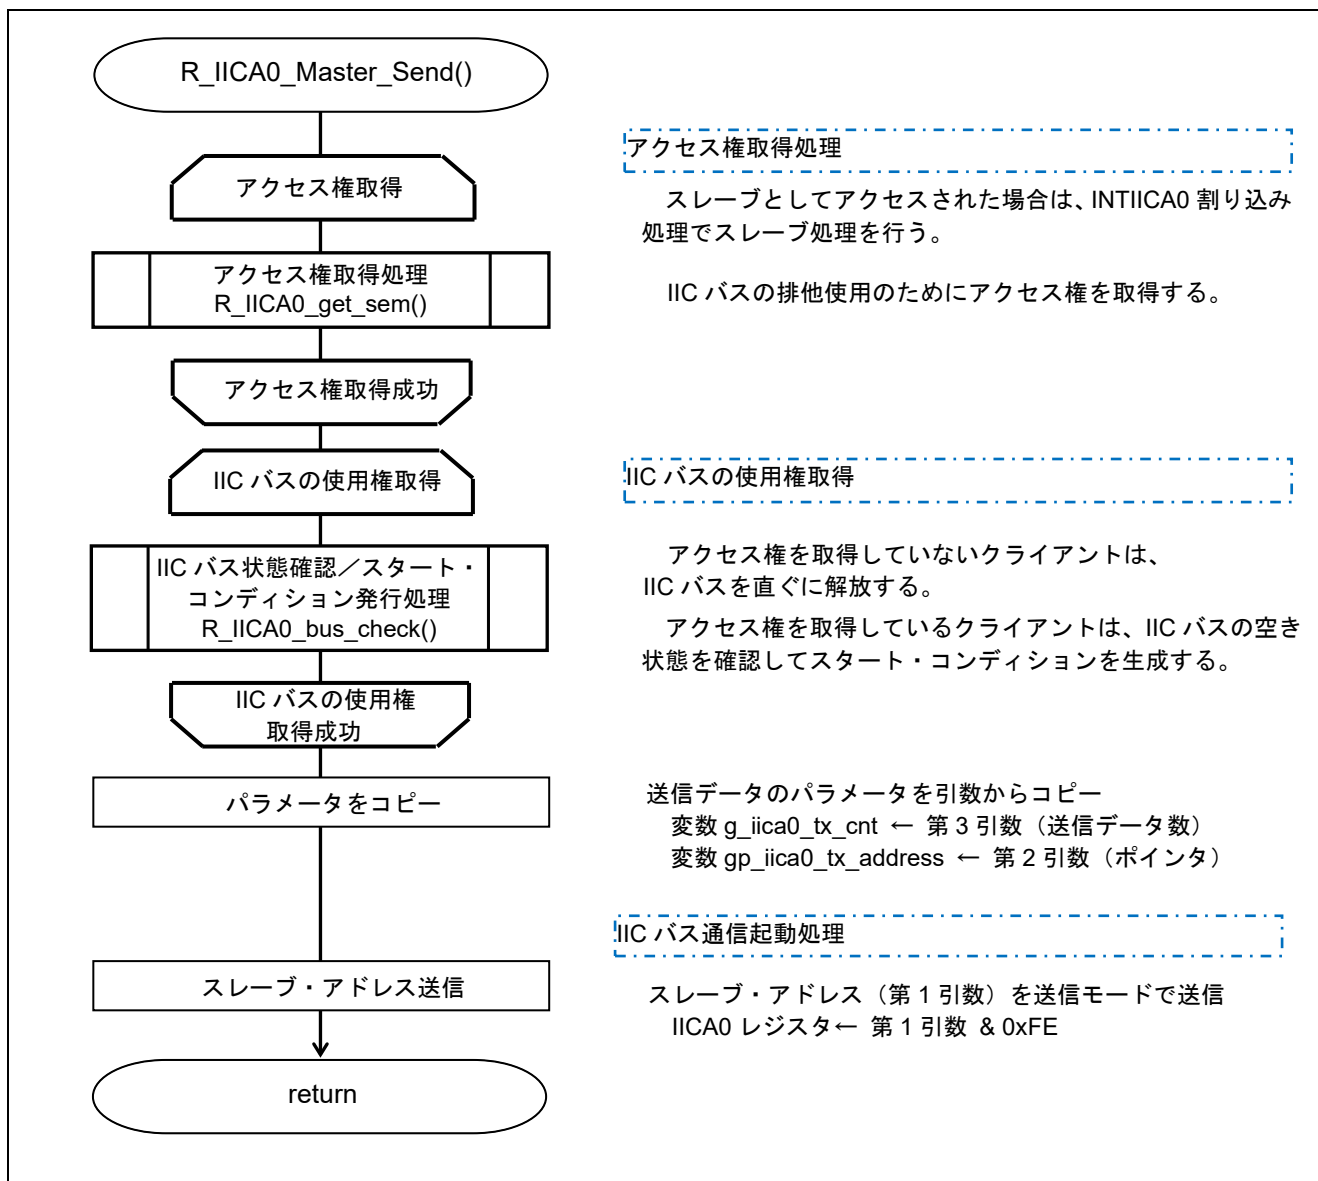 R_IICA0_Master_Send()
アクセス権取得
アクセス権取得処理
R_IICA0_get_sem()
アクセス権取得成功
IIC バスの使用権取得
IIC バス状態確認／スタート・
コンディション発行処理
R_IICA0_bus_check()
IIC バスの使用権
取得成功
パラメータをコピー
スレーブ・アドレス送信
return
アクセス権取得処理
スレーブとしてアクセスされた場合は、INTIICA0 割り込み
処理でスレーブ処理を行う。
IIC バスの排他使用のためにアクセス権を取得する。
IIC バスの使用権取得
アクセス権を取得していないクライアントは、
IIC バスを直ぐに解放する。
アクセス権を取得しているクライアントは、IIC バスの空き
状態を確認してスタート・コンディションを生成する。
送信データのパラメータを引数からコピー
変数 g_iica0_tx_cnt ← 第 3 引数（送信データ数）
変数 gp_iica0_tx_address ← 第 2 引数（ポインタ）
IIC バス通信起動処理
スレーブ・アドレス（第 1 引数）を送信モードで送信
IICA0 レジスタ← 第 1 引数 & 0xFE